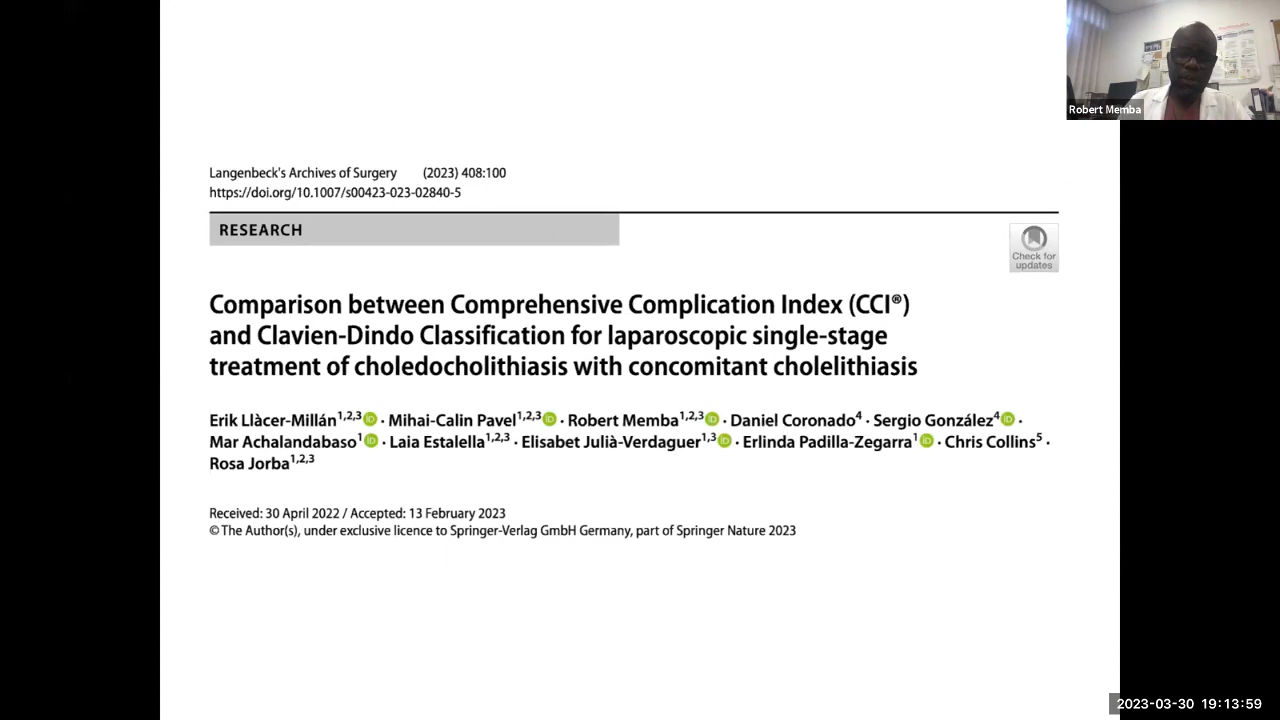 Robert Memba
Langenbeck's Archives of Surgery (2023) 408:100
https://doi.org/10.1007/s00423-023-02840-5
RESEARCH
Check for
updates
Comparison between Comprehensive Complication Index (CCI®)
and Clavien-Dindo Classification for laparoscopic single-stage
treatment of choledocholithiasis with concomitant cholelithiasis
Erik Llàcer-Millán1,2,3 · Mihai-Calin Pavel1,2,3 · Robert Memba1,2,3 · Daniel Coronado4 · Sergio González4 ·
Mar Achalandabaso1 · Laia Estalella1,2,3 · Elisabet Julià-Verdaguer1,3 · Erlinda Padilla-Zegarra1 · Chris Collins5 ·
Rosa Jorba1,2,3
Received: 30 April 2022 / Accepted: 13 February 2023
© The Author(s), under exclusive licence to Springer-Verlag GmbH Germany, part of Springer Nature 2023
2023-03-30 19:13:59